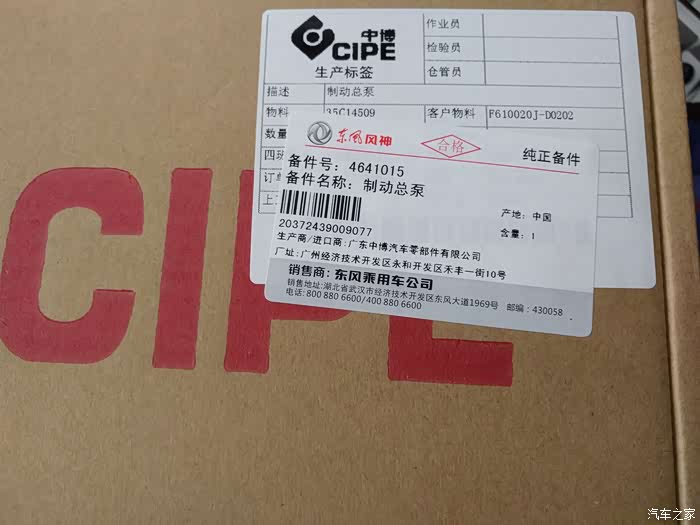 中博
CIPE
生产标签
作业员
检验员
仓管员
描述 制动总泵
物料 35C14509 客户物料 F610020J-D0202
数量
四班
订单
上
东风风神
合格
纯正备件
备件号：4641015
备件名称：制动总泵
20372439009077
产地：中国
含量：1
生产商/进口商：广东中博汽车零部件有限公司
厂址：广州经济技术开发区永和开发区禾丰一街10号
销售商：东风乘用车公司
销售地址：湖北省武汉市经济技术开发区东风大道1969号 邮编：430058
电话：800 880 6600/400 880 6600
CIPE
汽车之家